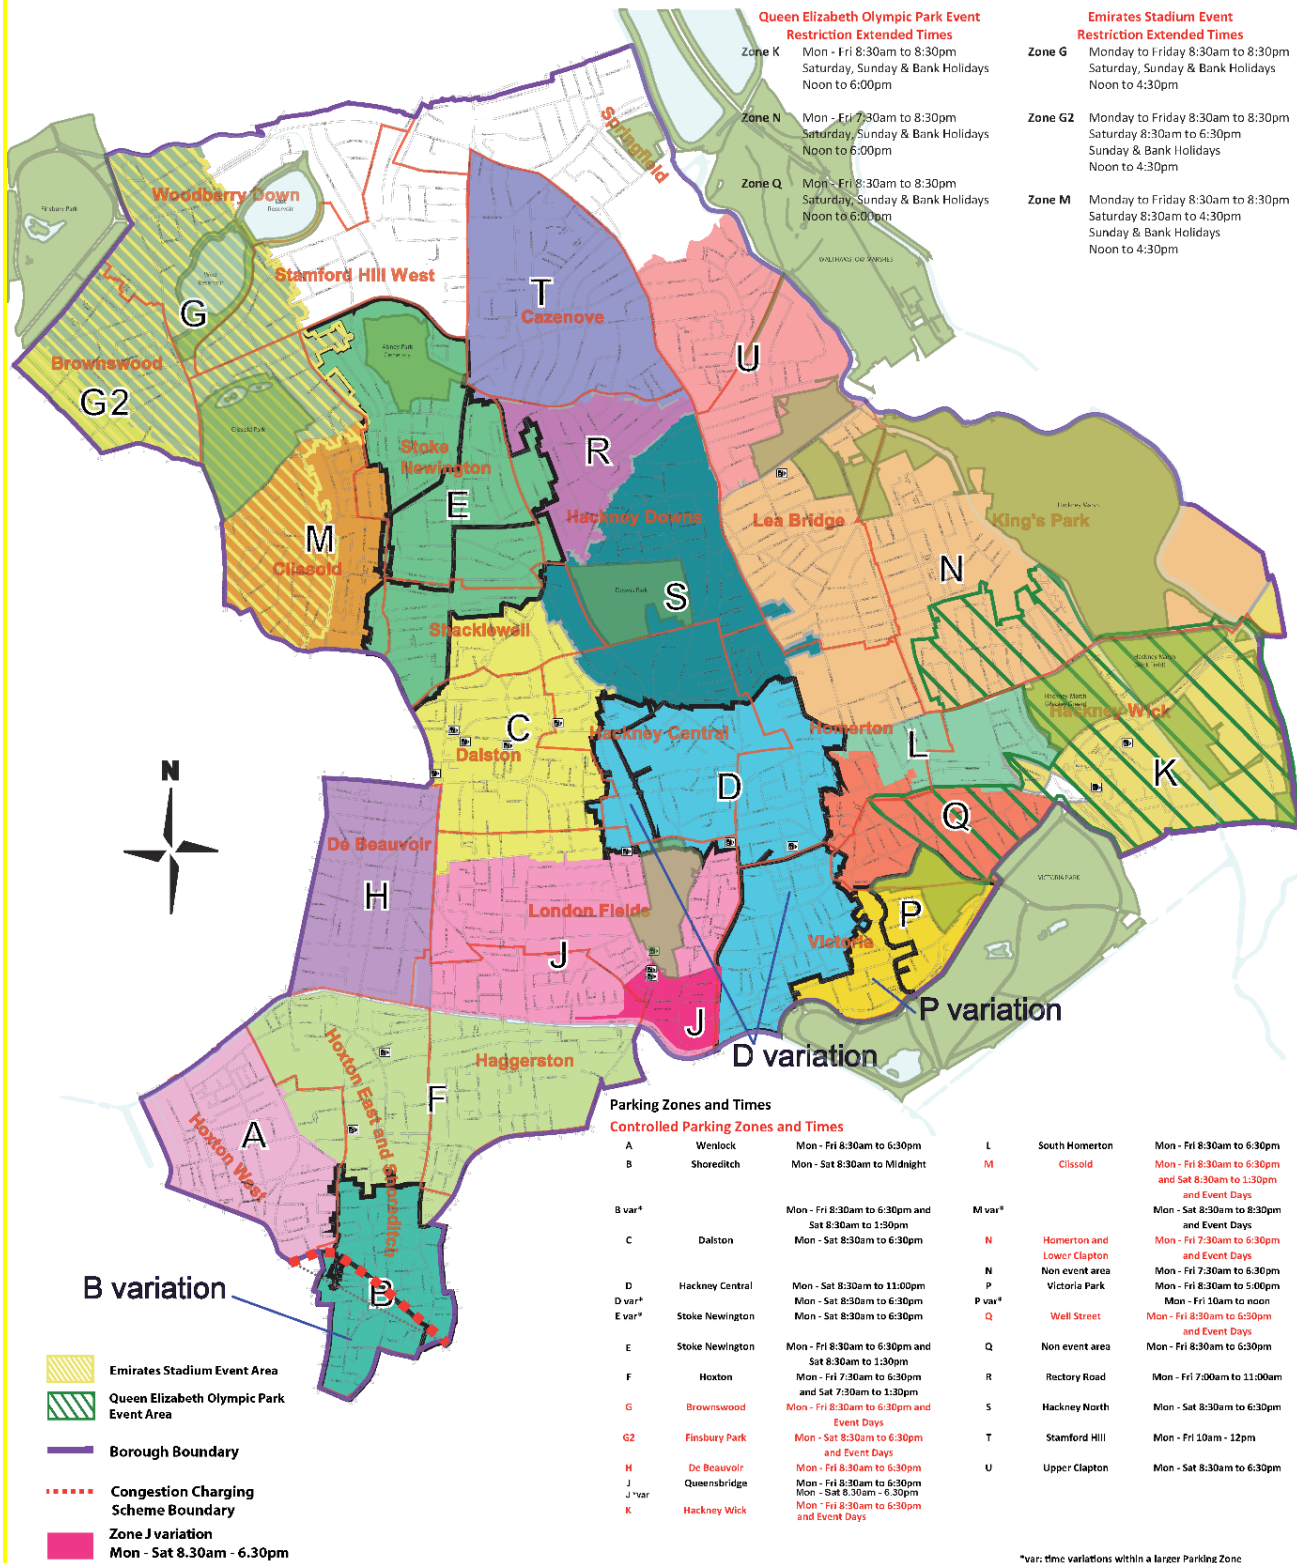 Queen Elizabeth Olympic Park Event
Restriction Extended Times
Zone K Mon - Fri 8:30am to 8:30pm
Saturday, Sunday & Bank Holidays
Noon to 6:00pm
Zone N Mon - Fri 7:30am to 8:30pm
Saturday, Sunday & Bank Holidays
Noon to 6:00pm
Zone Q Mon - Fri 8:30am to 8:30pm
Saturday, Sunday & Bank Holidays
Noon to 6:00pm
Emirates Stadium Event
Restriction Extended Times
Zone G Monday to Friday 8:30am to 8:30pm
Saturday, Sunday & Bank Holidays
Noon to 4:30pm
Zone G2 Monday to Friday 8:30am to 8:30pm
Saturday 8:30am to 6:30pm
Sunday & Bank Holidays
Noon to 4:30pm
Zone M Monday to Friday 8:30am to 8:30pm
Saturday 8:30am to 4:30pm
Sunday & Bank Holidays
Noon to 4:30pm
Springfield
Woodberry Down
Finsbury Park
Reservoir
WALTHAMSTOW MARSHES
Stamford Hill West
Reservoir
G
T
Cazenove
Abney Park
Cemetery
U
Brownswood
G2
Clissold Park
Stoke
Newington
R
E
Hackney Downs
Lea Bridge
King's Park
Hackney Marsh
M
Clissold
N
Downs Park
S
Shacklewell
Hackney Marsh
Hackney Marsh
Hackney Wick
C
Dalston
Hackney Central
Homerton
L
N
D
K
Q
De Beauvoir
H
VICTORIA PARK
London Fields
P
Victoria
J
P variation
J
D variation
Hoxton East and Shoreditch
Haggerston
F
A
Hoxton West
B variation
B
Emirates Stadium Event Area
Queen Elizabeth Olympic Park
Event Area
Borough Boundary
Congestion Charging
Scheme Boundary
Zone J variation
Mon - Sat 8.30am - 6.30pm
Parking Zones and Times
Controlled Parking Zones and Times
A Wenlock Mon - Fri 8:30am to 6:30pm
B Shoreditch Mon - Sat 8:30am to Midnight
B var* Mon - Fri 8:30am to 6:30pm and
Sat 8:30am to 1:30pm
C Dalston Mon - Sat 8:30am to 6:30pm
D Hackney Central Mon - Sat 8:30am to 11:00pm
D var* Mon - Sat 8:30am to 6:30pm
E var* Stoke Newington Mon - Sat 8:30am to 6:30pm
E Stoke Newington Mon - Fri 8:30am to 6:30pm and
Sat 8:30am to 1:30pm
F Hoxton Mon - Fri 7:30am to 6:30pm
and Sat 7:30am to 1:30pm
G Brownswood Mon - Fri 8:30am to 6:30pm and
Event Days
G2 Finsbury Park Mon - Sat 8:30am to 6:30pm
and Event Days
H De Beauvoir Mon - Fri 8:30am to 6:30pm
J Queensbridge Mon - Fri 8:30am to 6:30pm
J *var Mon - Sat 8.30am - 6.30pm
K Hackney Wick Mon - Fri 8:30am to 6:30pm
and Event Days
L South Homerton Mon - Fri 8:30am to 6:30pm
M Clissold Mon - Fri 8:30am to 6:30pm
and Sat 8:30am to 1:30pm
and Event Days
M var* Mon - Sat 8:30am to 8:30pm
and Event Days
N Homerton and Mon - Fri 7:30am to 6:30pm
Lower Clapton and Event Days
N Non event area Mon - Fri 7:30am to 6:30pm
P Victoria Park Mon - Fri 8:30am to 5:00pm
P var* Mon - Fri 10am to noon
Q Well Street Mon - Fri 8:30am to 6:30pm
and Event Days
Q Non event area Mon - Fri 8:30am to 6:30pm
R Rectory Road Mon - Fri 7:00am to 11:00am
S Hackney North Mon - Sat 8:30am to 6:30pm
T Stamford Hill Mon - Fri 10am - 12pm
U Upper Clapton Mon - Sat 8:30am to 6:30pm
*var: time variations within a larger Parking Zone